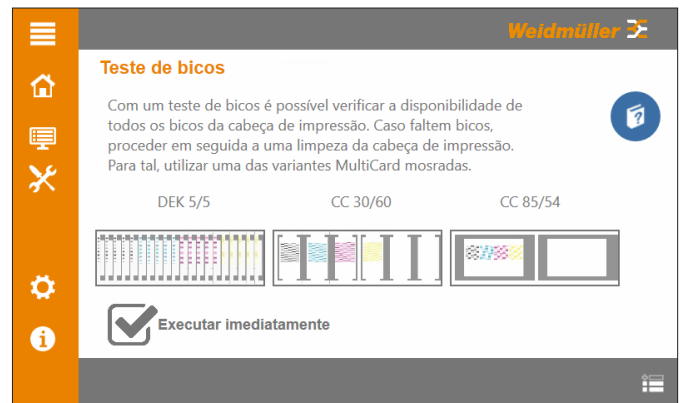 Weidmüller
Teste de bicos
Com um teste de bicos é possível verificar a disponibilidade de
todos os bicos da cabeça de impressão. Caso faltem bicos,
proceder em seguida a uma limpeza da cabeça de impressão.
Para tal, utilizar uma das variantes MultiCard mosradas.
DEK 5/5 CC 30/60 CC 85/54
Executar imediatamente